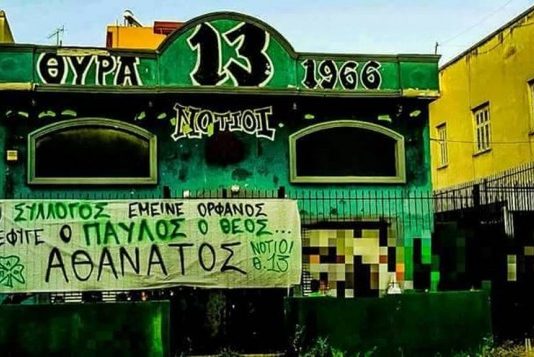 ΘΥΡΑ 13 1966
ΝΟΤΙΟΙ
ΣΥΛΛΟΓΟΣ ΕΜΕΙΝΕ ΟΡΦΑΝΟΣ
ΕΦΥΓΕ Ο ΠΑΥΛΟΣ Ο ΘΕΟΣ...
ΑΘΑΝΑΤΟΣ
ΝΟΤΙΟΙ
Θ.13